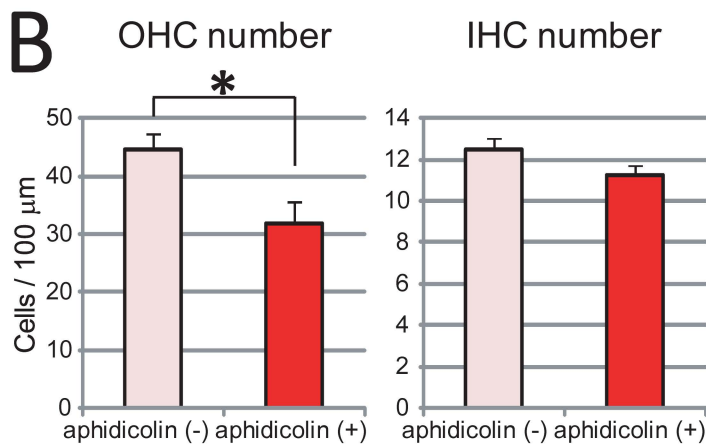 B
OHC number
IHC number
*
Cells / 100 µm
50
40
30
20
10
0
aphidicolin (-) aphidicolin (+)
14
12
10
8
6
4
2
0
aphidicolin (-) aphidicolin (+)